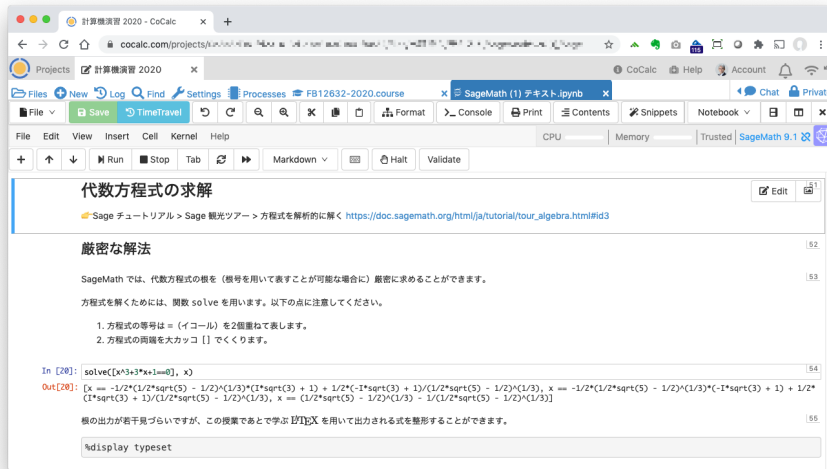 計算機演習 2020 - CoCalc
cocalc.com/projects/
115
Projects 計算機演習 2020 CoCalc Help Account
Files New Log Find Settings Processes FB12632-2020.course SageMath (1) テキスト.ipynb Chat Privat
File Save TimeTravel Format Console Print Contents Snippets Notebook
File Edit View Insert Cell Kernel Help CPU Memory Trusted SageMath 9.1
Run Stop Tab Markdown Halt Validate
代数方程式の求解
Edit
51
👉Sage チュートリアル > Sage 観光ツアー > 方程式を解析的に解く https://doc.sagemath.org/html/ja/tutorial/tour_algebra.html#id3
厳密な解法
52
SageMath では、代数方程式の根を（根号を用いて表すことが可能な場合に）厳密に求めることができます。
53
方程式を解くためには、関数 solve を用います。以下の点に注意してください。
1. 方程式の等号は = （イコール）を2個重ねて表します。
2. 方程式の両端を大カッコ [] でくくります。
In [20]: solve([x^3+3*x+1==0], x)
54
Out[20]: [x == -1/2*(1/2*sqrt(5) - 1/2)^(1/3)*(I*sqrt(3) + 1) + 1/2*(-I*sqrt(3) + 1)/(1/2*sqrt(5) - 1/2)^(1/3), x == -1/2*(1/2*sqrt(5) - 1/2)^(1/3)*(-I*sqrt(3) + 1) + 1/2*
(I*sqrt(3) + 1)/(1/2*sqrt(5) - 1/2)^(1/3), x == (1/2*sqrt(5) - 1/2)^(1/3) - 1/(1/2*sqrt(5) - 1/2)^(1/3)]
根の出力が若干見づらいですが、この授業であとで学ぶ LATEX を用いて出力される式を整形することができます。
55
%display typeset